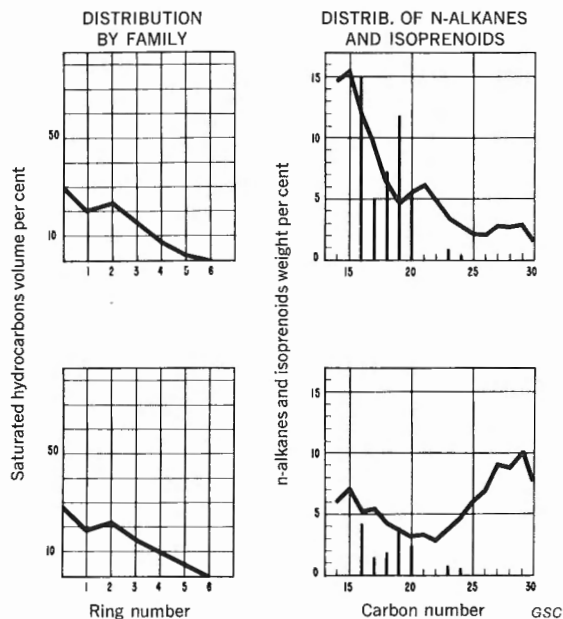 DISTRIBUTION
BY FAMILY
DISTRIB. OF N-ALKANES
AND ISOPRENOIDS
Saturated hydrocarbons volume per cent
50
10
1 2 3 4 5 6
n-alkanes and isoprenoids weight per cent
15
10
5
0
15 20 25 30
50
10
1 2 3 4 5 6
Ring number
15
10
5
0
15 20 25 30
Carbon number
GSC